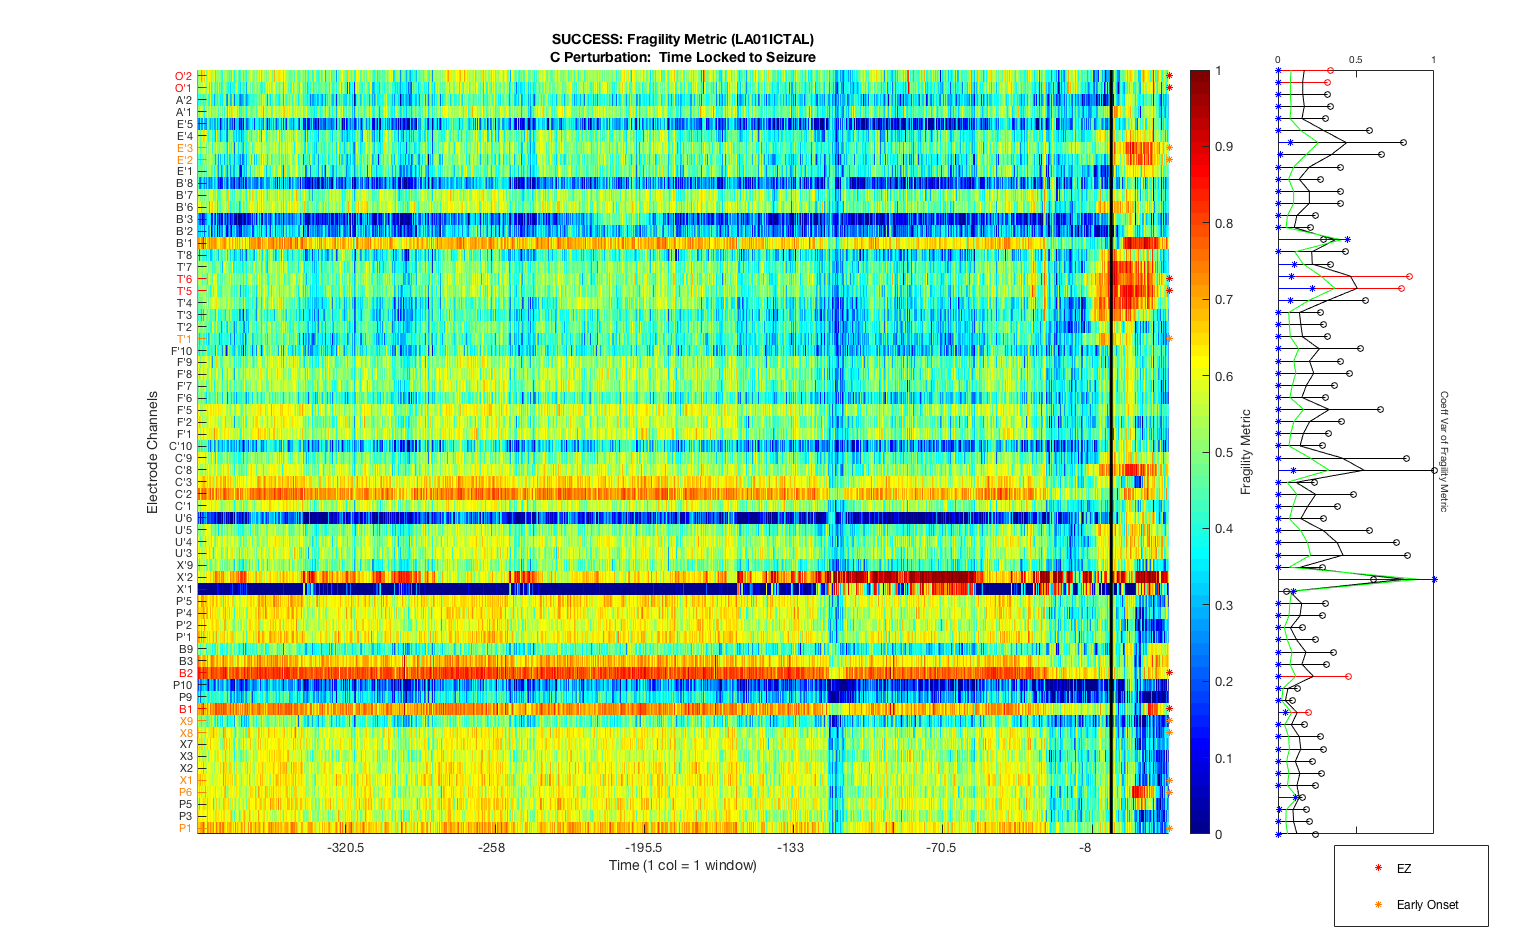 SUCCESS: Fragility Metric (LA01ICTAL)
C Perturbation: Time Locked to Seizure
Electrode Channels
O'2
O'1
A'2
A'1
E'5
E'4
E'3
E'2
E'1
B'8
B'7
B'6
B'3
B'2
B'1
T'8
T'7
T'6
T'5
T'4
T'3
T'2
T'1
F'10
F'9
F'8
F'7
F'6
F'5
F'2
F'1
C'10
C'9
C'8
C'3
C'2
C'1
U'6
U'5
U'4
U'3
X'9
X'2
X'1
P'5
P'4
P'2
P'1
B9
B3
B2
P10
P9
B1
X9
X8
X7
X3
X2
X1
P6
P5
P3
P1
-320.5 -258 -195.5 -133 -70.5 -8
Time (1 col = 1 window)
1
0.9
0.8
0.7
0.6
0.5
0.4
0.3
0.2
0.1
0
Fragility Metric
0 0.5 1
Coeff Var of Fragility Metric
EZ
Early Onset